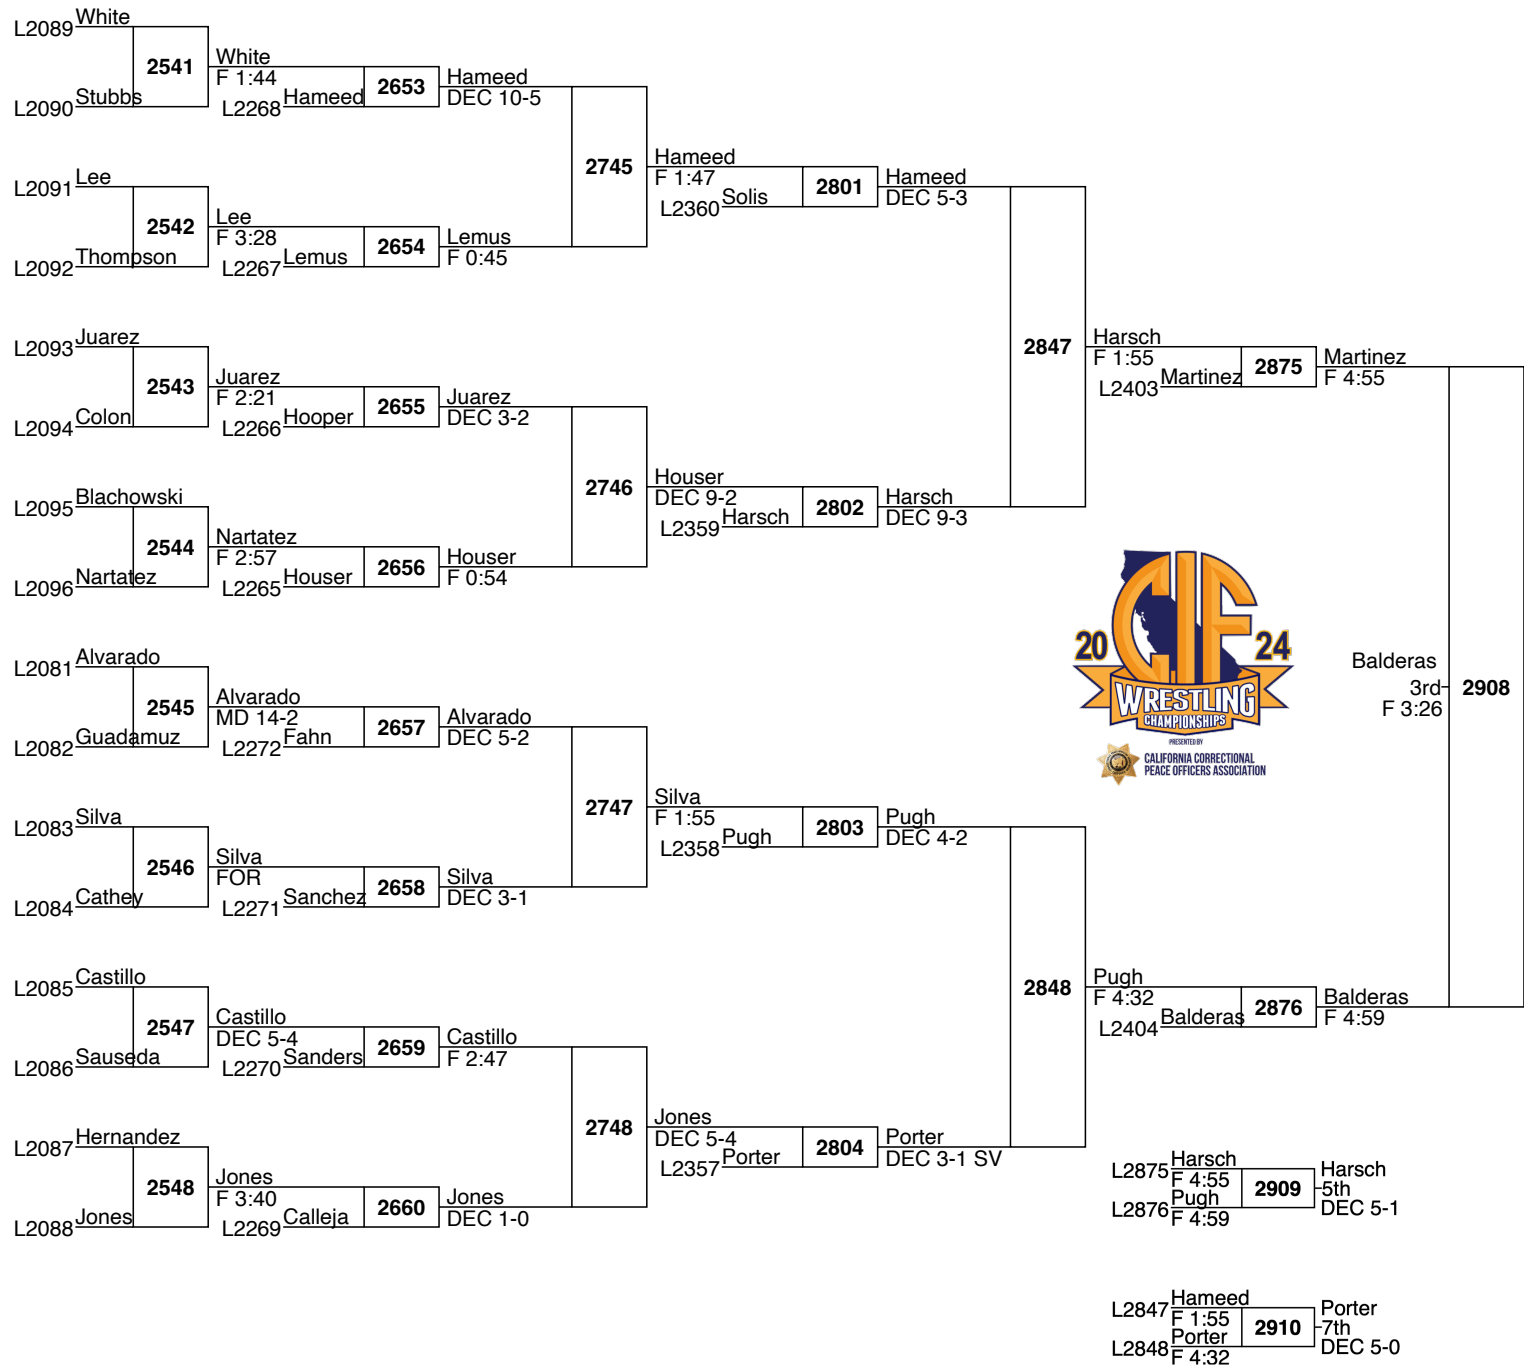 L2089 White
2541
White
F 1:44
L2090 Stubbs
L2268 Hameed
2653
Hameed
DEC 10-5
L2091 Lee
2542
Lee
F 3:28
L2092 Thompson
L2267 Lemus
2654
Lemus
F 0:45
2745
Hameed
F 1:47
L2360 Solis
2801
Hameed
DEC 5-3
L2093 Juarez
2543
Juarez
F 2:21
L2094 Colon
L2266 Hooper
2655
Juarez
DEC 3-2
L2095 Blachowski
2544
Nartatez
F 2:57
L2096 Nartatez
L2265 Houser
2656
Houser
F 0:54
2746
Houser
DEC 9-2
L2359 Harsch
2802
Harsch
DEC 9-3
2847
Harsch
F 1:55
L2403 Martinez
2875
Martinez
F 4:55
L2081 Alvarado
2545
Alvarado
MD 14-2
L2082 Guadamuz
L2272 Fahn
2657
Alvarado
DEC 5-2
L2083 Silva
2546
Silva
FOR
L2084 Cathey
L2271 Sanchez
2658
Silva
DEC 3-1
2747
Silva
F 1:55
L2358 Pugh
2803
Pugh
DEC 4-2
L2085 Castillo
2547
Castillo
DEC 5-4
L2086 Sauseda
L2270 Sanders
2659
Castillo
F 2:47
L2087 Hernandez
2548
Jones
F 3:40
L2088 Jones
L2269 Calleja
2660
Jones
DEC 1-0
2748
Jones
DEC 5-4
L2357 Porter
2804
Porter
DEC 3-1 SV
2848
Pugh
F 4:32
L2404 Balderas
2876
Balderas
F 4:59
Balderas
3rd
F 3:26
2908
20 CIF 24
WRESTLING
CHAMPIONSHIPS
PRESENTED BY
CALIFORNIA CORRECTIONAL
PEACE OFFICERS ASSOCIATION
L2875 Harsch
F 4:55
L2876 Pugh
F 4:59
2909
Harsch
5th
DEC 5-1
L2847 Hameed
F 1:55
L2848 Porter
F 4:32
2910
Porter
7th
DEC 5-0